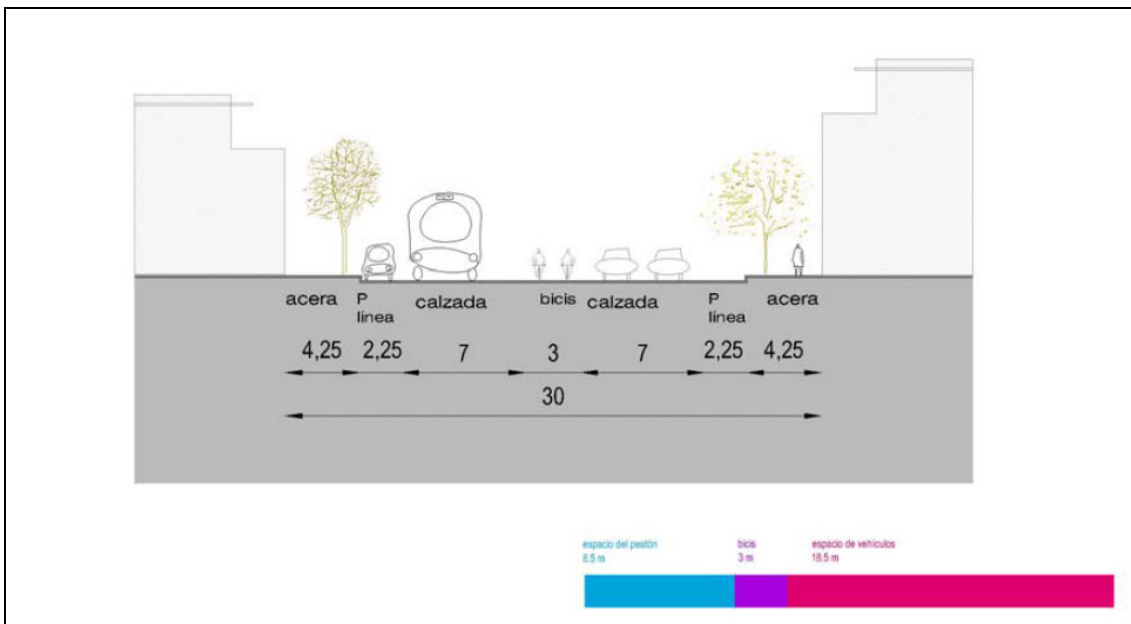 acera P línea calzada bicis calzada P línea acera
4,25 2,25 7 3 7 2,25 4,25
30
espacio del peatón bicis espacio de vehículos
8.5 m 3 m 18.5 m